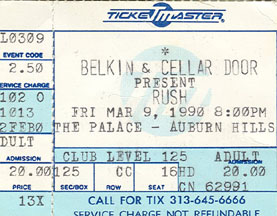 TICKETMASTER
L0309
EVENT CODE
*
BELKIN & CELLAR DOOR
2.50
PRESENT
SERVICE CHARGE
RUSH
102 O
1013
FRI MAR 9, 1990 8:00PM
2FEB0
THE PALACE - AUBURN HILLS
DULT
ADMISSION
CLUB LEVEL 125 ADULT
20.00
125 CC 16 HD 20.00
PRICE
SEC/BOX ROW SEAT ADMISSION
CN 62991
13X
CALL FOR TIX 313-645-6666
SERVICE CHARGE NOT REFUNDABLE